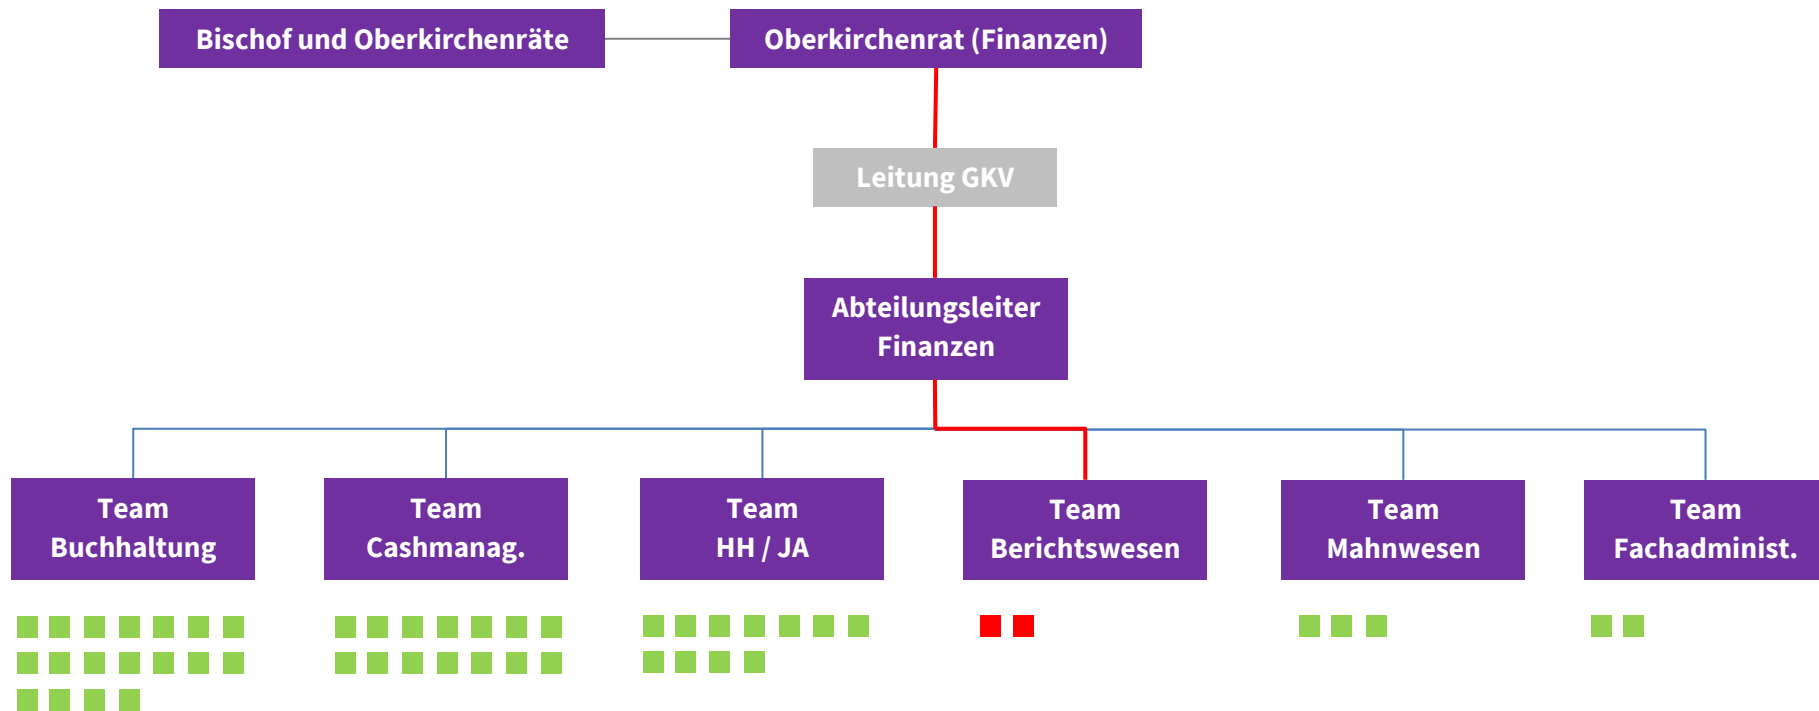 Bischof und Oberkirchenräte
Oberkirchenrat (Finanzen)
Leitung GKV
Abteilungsleiter
Finanzen
Team
Buchhaltung
Team
Cashmanag.
Team
HH / JA
Team
Berichtswesen
Team
Mahnwesen
Team
Fachadminist.